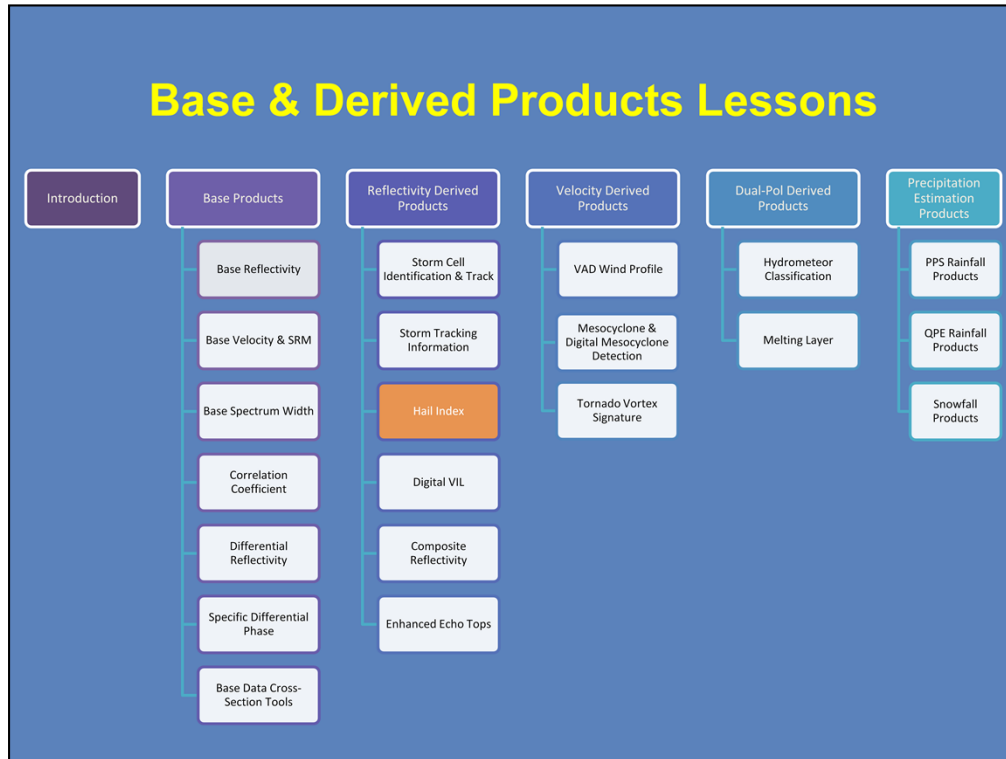 Base & Derived Products Lessons
Introduction
Base Products
Base Reflectivity
Base Velocity & SRM
Base Spectrum Width
Correlation
Coefficient
Differential
Reflectivity
Specific Differential
Phase
Base Data Cross-
Section Tools
Reflectivity Derived
Products
Storm Cell
Identification & Track
Storm Tracking
Information
Hail Index
Digital VIL
Composite
Reflectivity
Enhanced Echo Tops
Velocity Derived
Products
VAD Wind Profile
Mesocyclone &
Digital Mesocyclone
Detection
Tornado Vortex
Signature
Dual-Pol Derived
Products
Hydrometeor
Classification
Melting Layer
Precipitation
Estimation
Products
PPS Rainfall
Products
QPE Rainfall
Products
Snowfall
Products